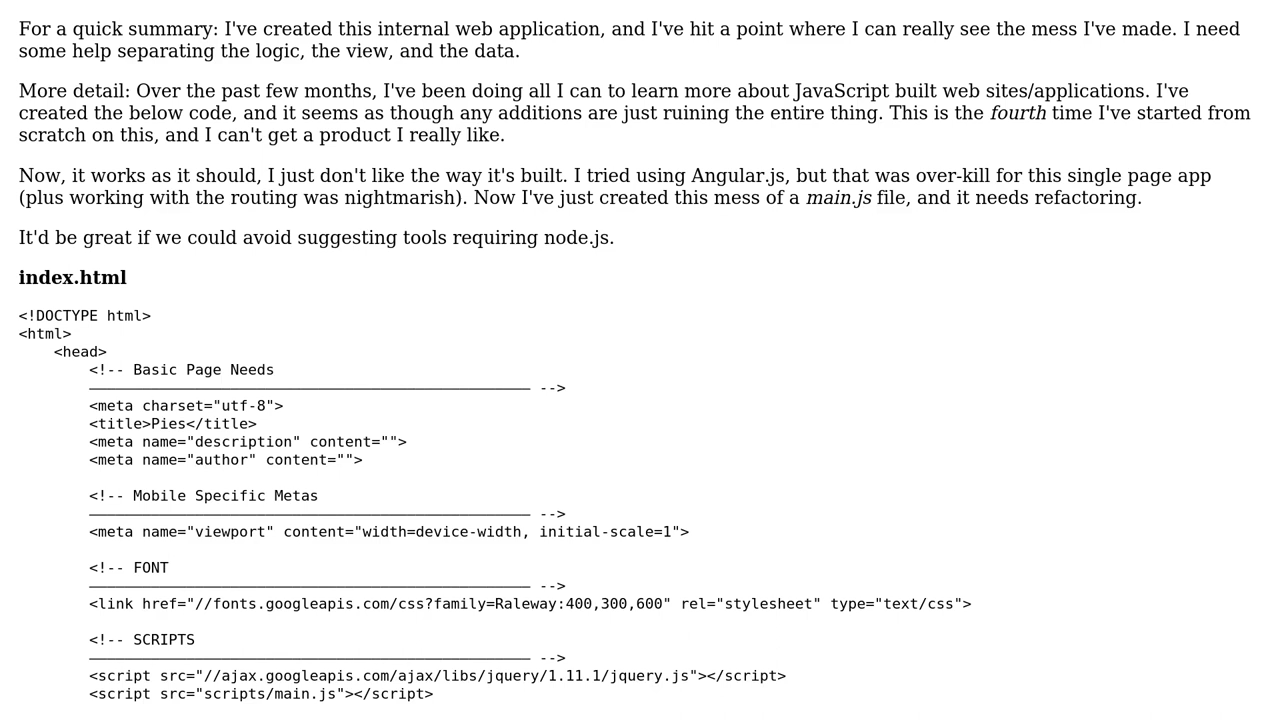 For a quick summary: I've created this internal web application, and I've hit a point where I can really see the mess I've made. I need
some help separating the logic, the view, and the data.
More detail: Over the past few months, I've been doing all I can to learn more about JavaScript built web sites/applications. I've
created the below code, and it seems as though any additions are just ruining the entire thing. This is the fourth time I've started from
scratch on this, and I can't get a product I really like.
Now, it works as it should, I just don't like the way it's built. I tried using Angular.js, but that was over-kill for this single page app
(plus working with the routing was nightmarish). Now I've just created this mess of a main.js file, and it needs refactoring.
It'd be great if we could avoid suggesting tools requiring node.js.
index.html
<!DOCTYPE html>
<html>
    <head>
        <!-- Basic Page Needs
        –––––––––––––––––––––––––––––––––––––––––––––––––– -->
        <meta charset="utf-8">
        <title>Pies</title>
        <meta name="description" content="">
        <meta name="author" content="">
        <!-- Mobile Specific Metas
        –––––––––––––––––––––––––––––––––––––––––––––––––– -->
        <meta name="viewport" content="width=device-width, initial-scale=1">
        <!-- FONT
        –––––––––––––––––––––––––––––––––––––––––––––––––– -->
        <link href="//fonts.googleapis.com/css?family=Raleway:400,300,600" rel="stylesheet" type="text/css">
        <!-- SCRIPTS
        –––––––––––––––––––––––––––––––––––––––––––––––––– -->
        <script src="//ajax.googleapis.com/ajax/libs/jquery/1.11.1/jquery.js"></script>
        <script src="scripts/main.js"></script>